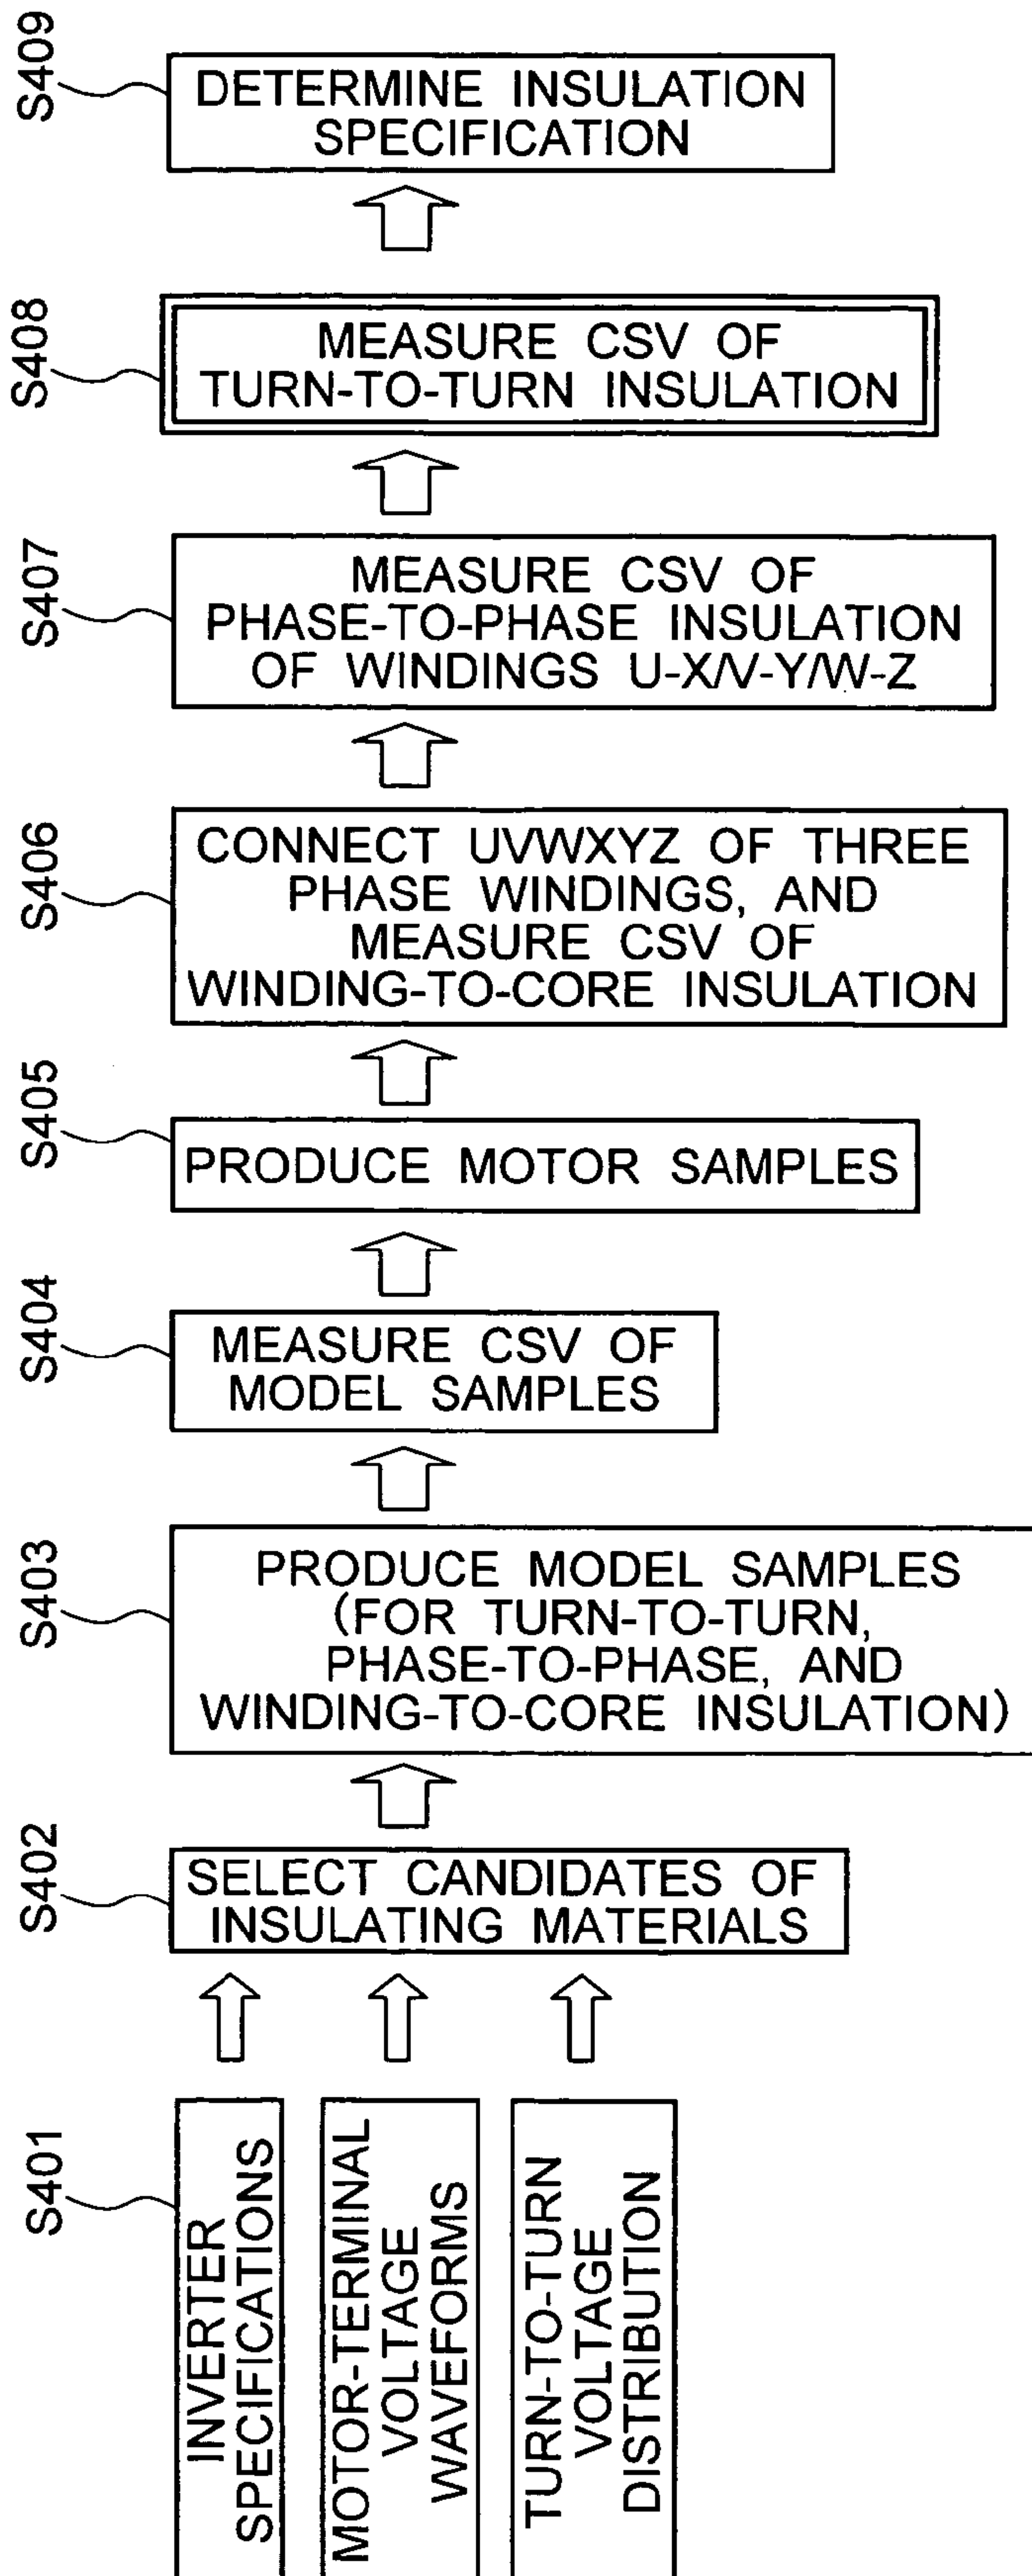 S401
INVERTER
SPECIFICATIONS
MOTOR-TERMINAL
VOLTAGE
WAVEFORMS
TURN-TO-TURN
VOLTAGE
DISTRIBUTION
S402
SELECT CANDIDATES OF
INSULATING MATERIALS
S403
PRODUCE MODEL SAMPLES
(FOR TURN-TO-TURN,
PHASE-TO-PHASE, AND
WINDING-TO-CORE INSULATION)
S404
MEASURE CSV OF
MODEL SAMPLES
S405
PRODUCE MOTOR SAMPLES
S406
CONNECT UVWXYZ OF THREE
PHASE WINDINGS, AND
MEASURE CSV OF
WINDING-TO-CORE INSULATION
S407
MEASURE CSV OF
PHASE-TO-PHASE INSULATION
OF WINDINGS U-X/V-Y/W-Z
S408
MEASURE CSV OF
TURN-TO-TURN INSULATION
S409
DETERMINE INSULATION
SPECIFICATION